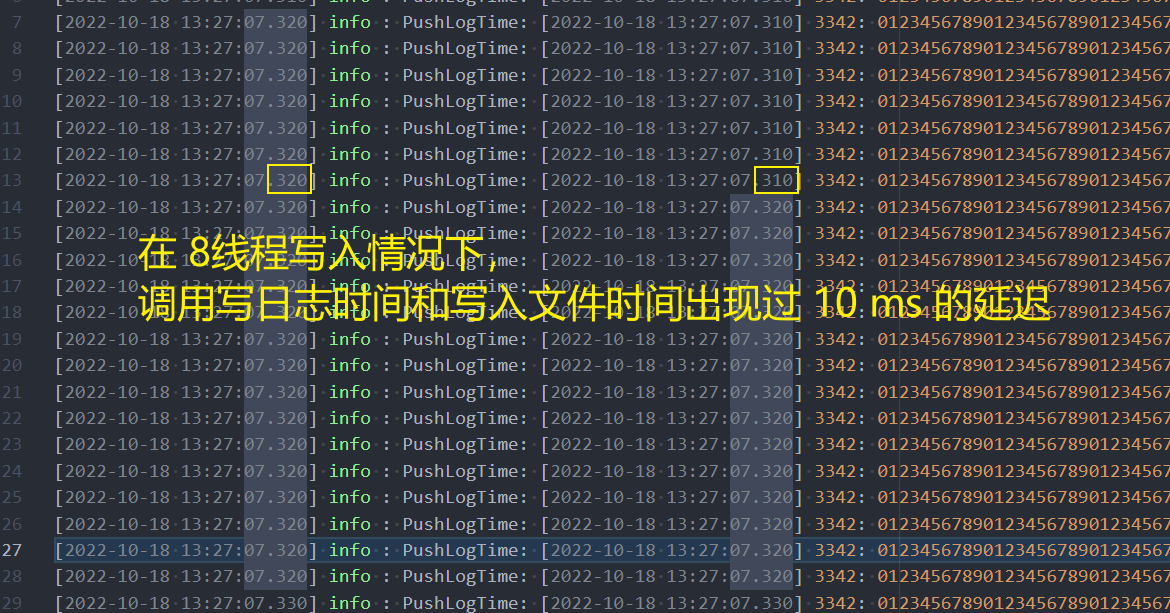 7 [2022-10-18 13:27:07.320] info : PushLogTime: [2022-10-18 13:27:07.310] 3342: 0123456789012345678901234567
8 [2022-10-18 13:27:07.320] info : PushLogTime: [2022-10-18 13:27:07.310] 3342: 0123456789012345678901234567
9 [2022-10-18 13:27:07.320] info : PushLogTime: [2022-10-18 13:27:07.310] 3342: 0123456789012345678901234567
10 [2022-10-18 13:27:07.320] info : PushLogTime: [2022-10-18 13:27:07.310] 3342: 0123456789012345678901234567
11 [2022-10-18 13:27:07.320] info : PushLogTime: [2022-10-18 13:27:07.310] 3342: 0123456789012345678901234567
12 [2022-10-18 13:27:07.320] info : PushLogTime: [2022-10-18 13:27:07.310] 3342: 0123456789012345678901234567
13 [2022-10-18 13:27:07.320] info : PushLogTime: [2022-10-18 13:27:07.310] 3342: 0123456789012345678901234567
14 [2022-10-18 13:27:07.320] info : PushLogTime: [2022-10-18 13:27:07.320] 3342: 0123456789012345678901234567
15 [2022-10-18 13:27:07.320] info : PushLogTime: [2022-10-18 13:27:07.320] 3342: 0123456789012345678901234567
在 8线程写入情况下，
16 [2022-10-18 13:27:07.320] info : PushLogTime: [2022-10-18 13:27:07.320] 3342: 0123456789012345678901234567
17 [2022-10-18 13:27:07.320] info : PushLogTime: [2022-10-18 13:27:07.320] 3342: 0123456789012345678901234567
调用写日志时间和写入文件时间出现过 10 ms 的延迟
18 [2022-10-18 13:27:07.320] info : PushLogTime: [2022-10-18 13:27:07.320] 3342: 0123456789012345678901234567
19 [2022-10-18 13:27:07.320] info : PushLogTime: [2022-10-18 13:27:07.320] 3342: 0123456789012345678901234567
20 [2022-10-18 13:27:07.320] info : PushLogTime: [2022-10-18 13:27:07.320] 3342: 0123456789012345678901234567
21 [2022-10-18 13:27:07.320] info : PushLogTime: [2022-10-18 13:27:07.320] 3342: 0123456789012345678901234567
22 [2022-10-18 13:27:07.320] info : PushLogTime: [2022-10-18 13:27:07.320] 3342: 0123456789012345678901234567
23 [2022-10-18 13:27:07.320] info : PushLogTime: [2022-10-18 13:27:07.320] 3342: 0123456789012345678901234567
24 [2022-10-18 13:27:07.320] info : PushLogTime: [2022-10-18 13:27:07.320] 3342: 0123456789012345678901234567
25 [2022-10-18 13:27:07.320] info : PushLogTime: [2022-10-18 13:27:07.320] 3342: 0123456789012345678901234567
26 [2022-10-18 13:27:07.320] info : PushLogTime: [2022-10-18 13:27:07.320] 3342: 0123456789012345678901234567
27 [2022-10-18 13:27:07.320] info : PushLogTime: [2022-10-18 13:27:07.320] 3342: 0123456789012345678901234567
28 [2022-10-18 13:27:07.320] info : PushLogTime: [2022-10-18 13:27:07.320] 3342: 0123456789012345678901234567
29 [2022-10-18 13:27:07.330] info : PushLogTime: [2022-10-18 13:27:07.330] 3342: 0123456789012345678901234567